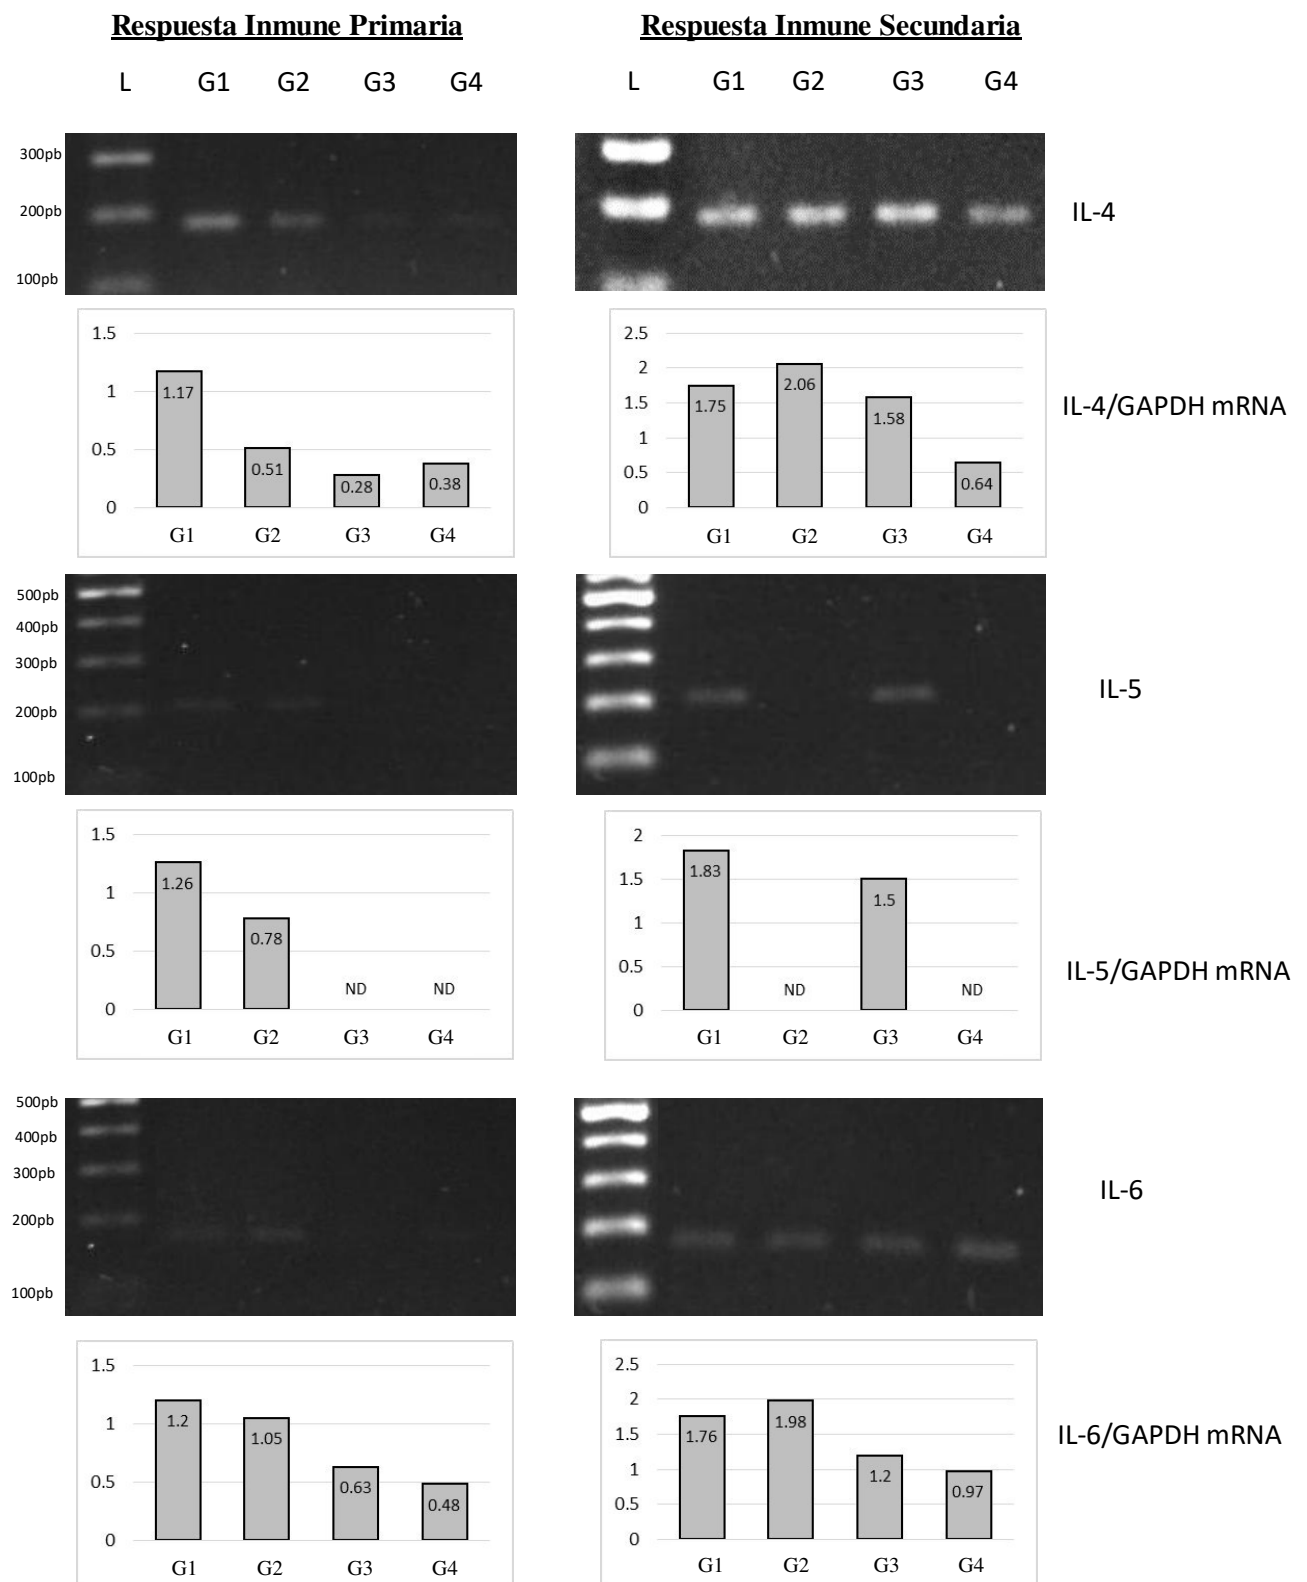 Respuesta Inmune Primaria
Respuesta Inmune Secundaria
L G1 G2 G3 G4
L G1 G2 G3 G4
300pb
200pb
100pb
IL-4
1.5
1
0.5
0
1.17
0.51
0.28
0.38
G1 G2 G3 G4
2.5
2
1.5
1
0.5
0
1.75
2.06
1.58
0.64
G1 G2 G3 G4
IL-4/GAPDH mRNA
500pb
400pb
300pb
200pb
100pb
IL-5
1.5
1
0.5
0
1.26
0.78
ND
ND
G1 G2 G3 G4
2
1.5
1
0.5
0
1.83
ND
1.5
ND
G1 G2 G3 G4
IL-5/GAPDH mRNA
500pb
400pb
300pb
200pb
100pb
IL-6
1.5
1
0.5
0
1.2
1.05
0.63
0.48
G1 G2 G3 G4
2.5
2
1.5
1
0.5
0
1.76
1.98
1.2
0.97
G1 G2 G3 G4
IL-6/GAPDH mRNA